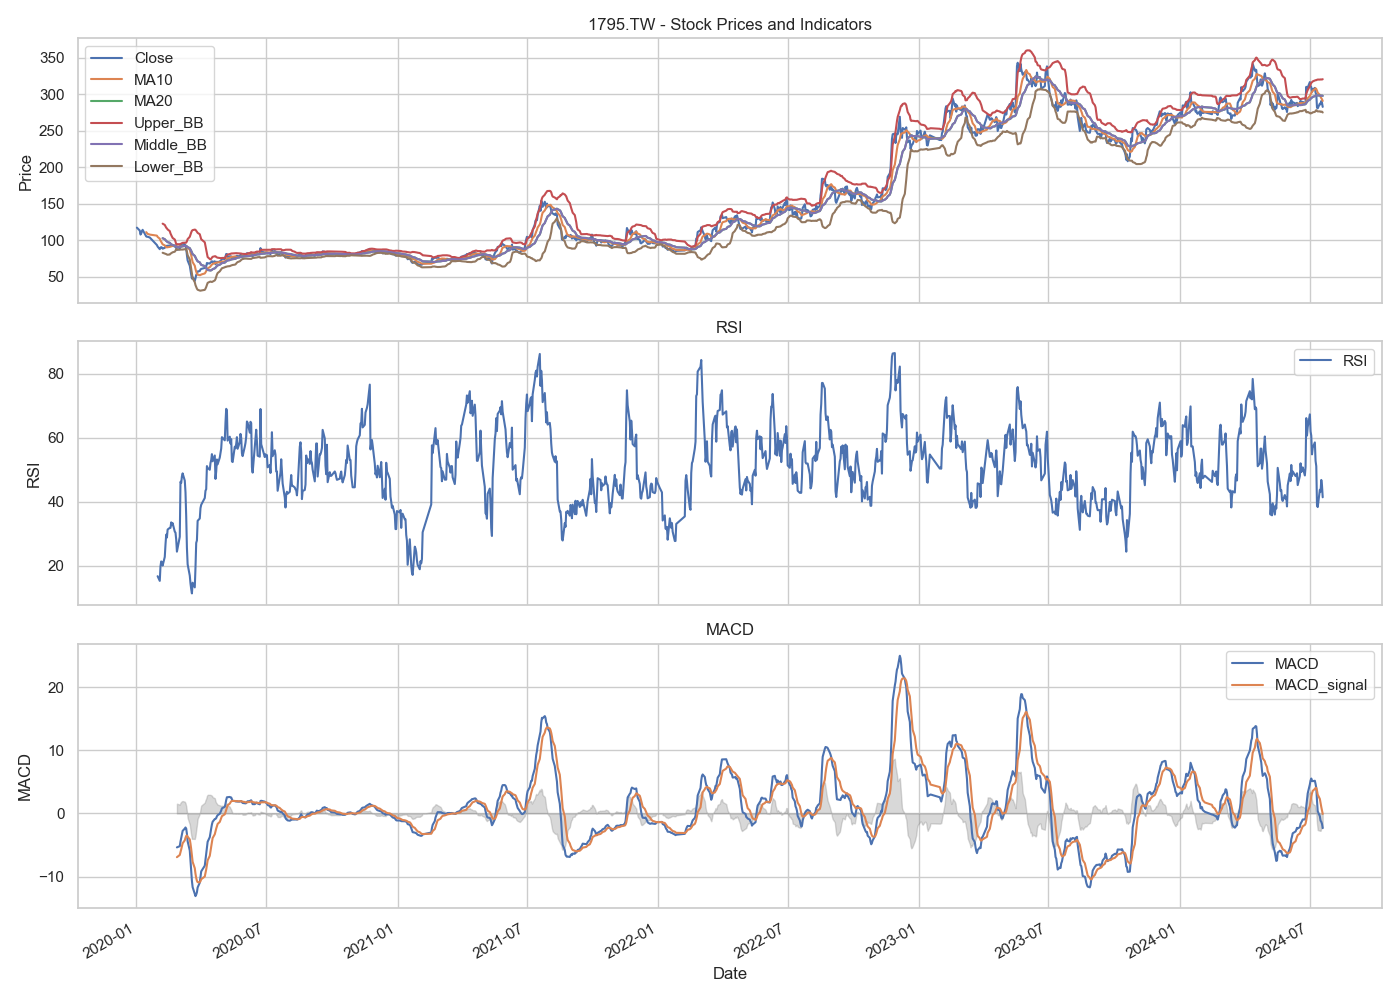 1795.TW - Stock Prices and Indicators
Close
MA10
MA20
Upper_BB
Middle_BB
Lower_BB
Price
350
300
250
200
150
100
50
RSI
RSI
RSI
80
60
40
20
MACD
MACD
MACD_signal
MACD
20
10
0
−10
2020-01
2020-07
2021-01
2021-07
2022-01
2022-07
2023-01
2023-07
2024-01
2024-07
Date